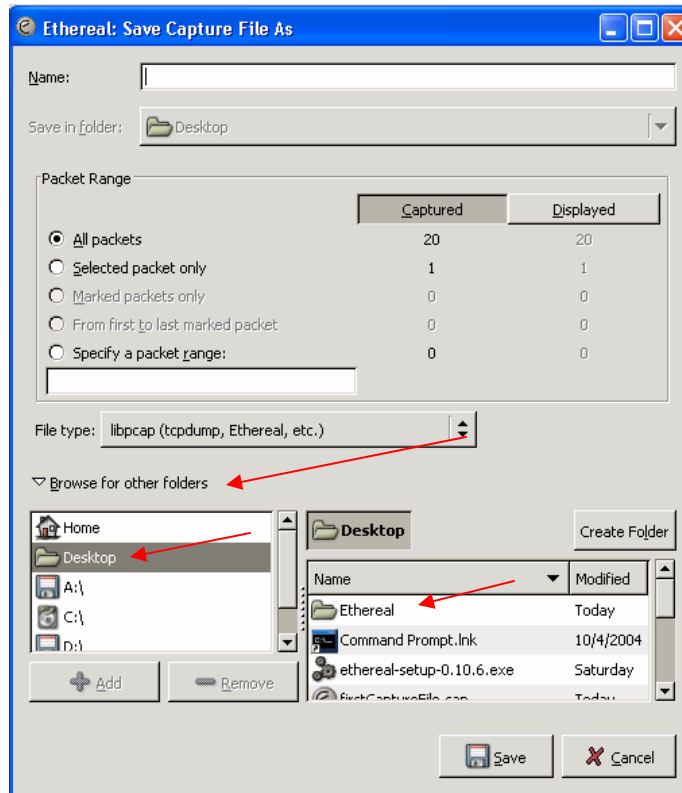 Ethereal: Save Capture File As
Name:
Save in folder: Desktop
Packet Range
Captured Displayed
All packets 20 20
Selected packet only 1 1
Marked packets only 0 0
From first to last marked packet 0 0
Specify a packet range: 0 0
File type: libpcap (tcpdump, Ethereal, etc.)
Browse for other folders
Home
Desktop
A:\
C:\
D:\
Add Remove
Desktop Create Folder
Name Modified
Ethereal Today
Command Prompt.lnk 10/4/2004
ethereal-setup-0.10.6.exe Saturday
firstCaptureFile.cap Today
Save Cancel